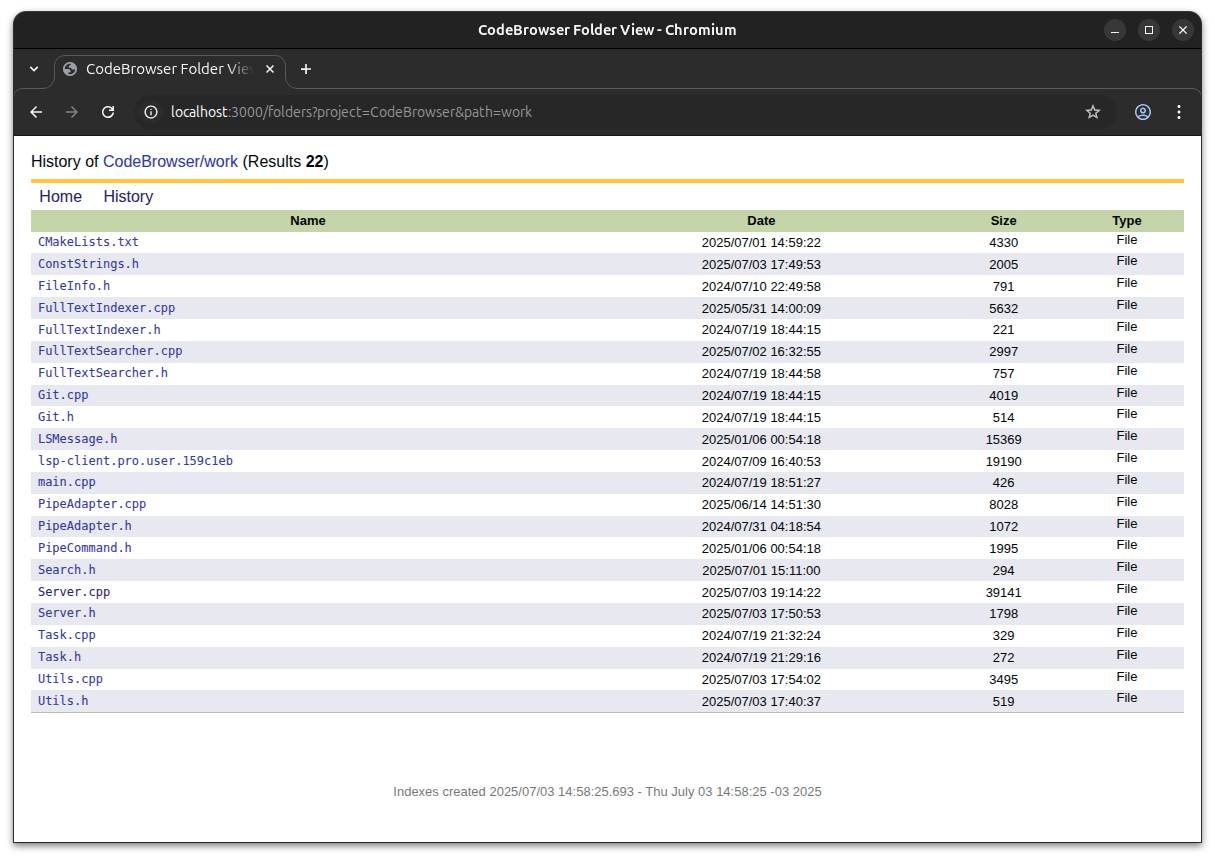 CodeBrowser Folder View - Chromium
CodeBrowser Folder Vie
localhost:3000/folders?project=CodeBrowser&path=work
History of CodeBrowser/work (Results 22)
Home History
Name Date Size Type
CMakeLists.txt 2025/07/01 14:59:22 4330 File
ConstStrings.h 2025/07/03 17:49:53 2005 File
FileInfo.h 2024/07/10 22:49:58 791 File
FullTextIndexer.cpp 2025/05/31 14:00:09 5632 File
FullTextIndexer.h 2024/07/19 18:44:15 221 File
FullTextSearcher.cpp 2025/07/02 16:32:55 2997 File
FullTextSearcher.h 2024/07/19 18:44:58 757 File
Git.cpp 2024/07/19 18:44:15 4019 File
Git.h 2024/07/19 18:44:15 514 File
LSMessage.h 2025/01/06 00:54:18 15369 File
lsp-client.pro.user.159c1eb 2024/07/09 16:40:53 19190 File
main.cpp 2024/07/19 18:51:27 426 File
PipeAdapter.cpp 2025/06/14 14:51:30 8028 File
PipeAdapter.h 2024/07/31 04:18:54 1072 File
PipeCommand.h 2025/01/06 00:54:18 1995 File
Search.h 2025/07/01 15:11:00 294 File
Server.cpp 2025/07/03 19:14:22 39141 File
Server.h 2025/07/03 17:50:53 1798 File
Task.cpp 2024/07/19 21:32:24 329 File
Task.h 2024/07/19 21:29:16 272 File
Utils.cpp 2025/07/03 17:54:02 3495 File
Utils.h 2025/07/03 17:40:37 519 File
Indexes created 2025/07/03 14:58:25.693 - Thu July 03 14:58:25 -03 2025